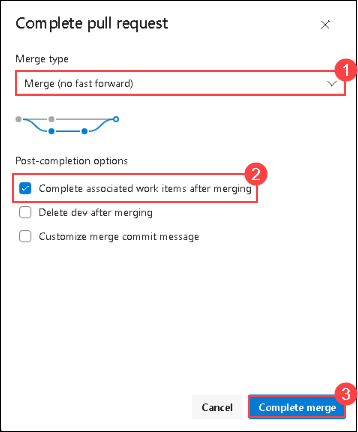 Complete pull request
Merge type
1
Merge (no fast forward)
Post-completion options
2
Complete associated work items after merging
Delete dev after merging
Customize merge commit message
3
Cancel
Complete merge